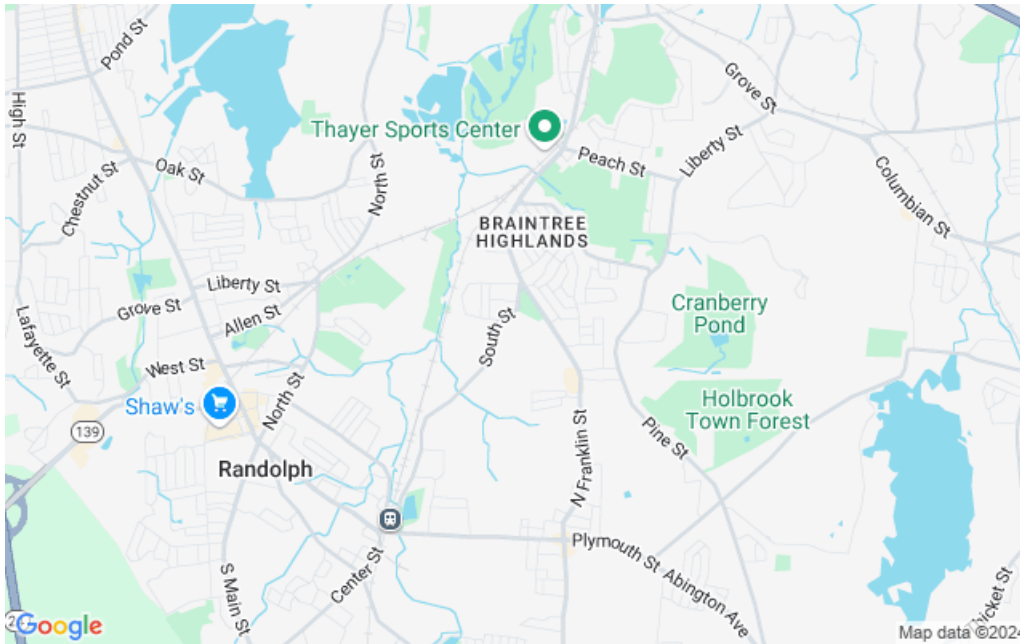 Pond St
High St
Grove St
Thayer Sports Center
Peach St
Liberty St
Chestnut St
Oak St
North St
Columbian St
BRAINTREE
HIGHLANDS
Liberty St
Grove St
Allen St
Cranberry
Pond
Lafayette St
West St
South St
Shaw's
North St
Holbrook
Town Forest
139
Randolph
N Franklin St
Pine St
Center St
S Main St
Plymouth St
Abington Ave
Google
Map data ©2024